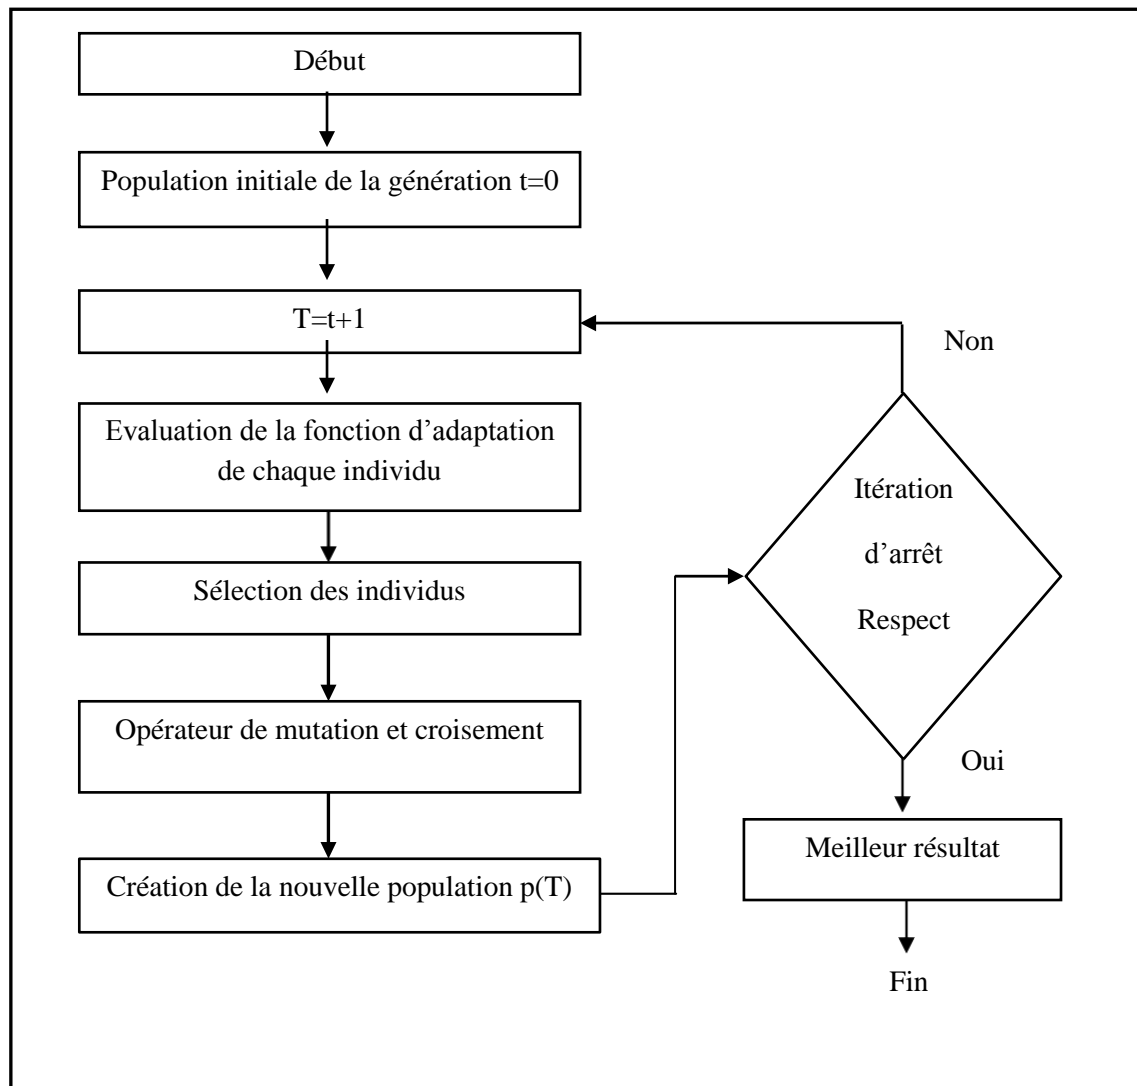 Début
Population initiale de la génération t=0
T=t+1
Evaluation de la fonction d’adaptation
de chaque individu
Sélection des individus
Opérateur de mutation et croisement
Création de la nouvelle population p(T)
Non
Itération
d’arrêt
Respect
Oui
Meilleur résultat
Fin